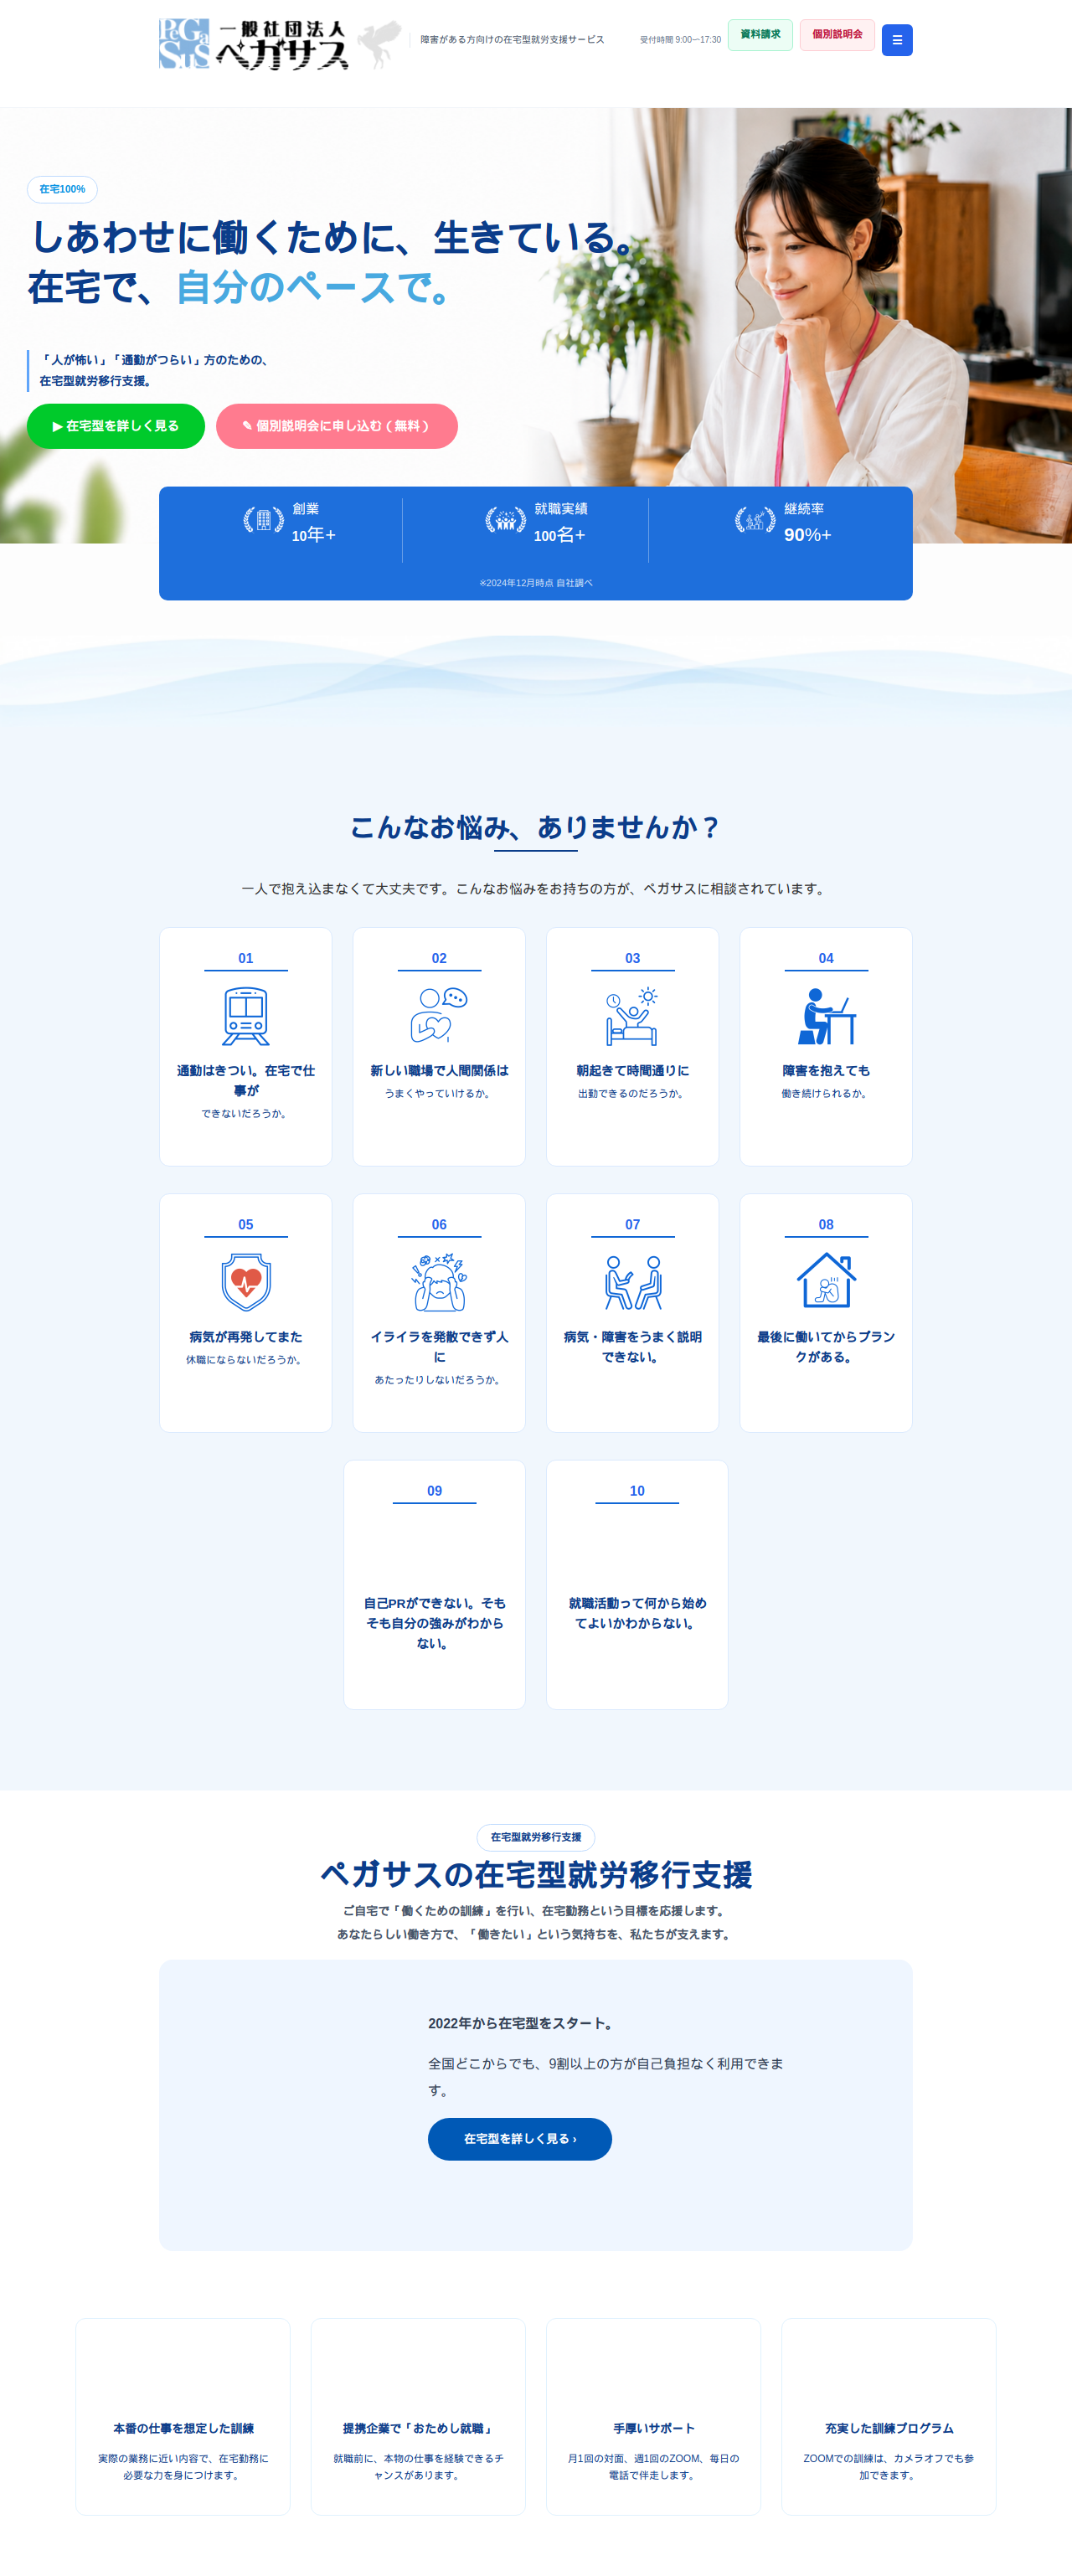 PeGaSuS
一般社団法人
ペガサス
障害がある方向けの在宅型就労支援サービス
受付時間 9:00〜17:30
資料請求
個別説明会
☰
在宅100%
しあわせに働くために、生きている。
在宅で、自分のペースで。
「人が怖い」「通勤がつらい」方のための、
在宅型就労移行支援。
▶ 在宅型を詳しく見る
✎ 個別説明会に申し込む（無料）
創業
10年+
就職実績
100名+
継続率
90%+
※2024年12月時点 自社調べ
こんなお悩み、ありませんか？
一人で抱え込まなくて大丈夫です。こんなお悩みをお持ちの方が、ペガサスに相談されています。
01
通勤はきつい。在宅で仕
事が
できないだろうか。
02
新しい職場で人間関係は
うまくやっていけるか。
03
朝起きて時間通りに
出勤できるのだろうか。
04
障害を抱えても
働き続けられるか。
05
病気が再発してまた
休職にならないだろうか。
06
イライラを発散できず人
に
あたったりしないだろうか。
07
病気・障害をうまく説明
できない。
08
最後に働いてからブラン
クがある。
09
自己PRができない。そも
そも自分の強みがわから
ない。
10
就職活動って何から始め
てよいかわからない。
在宅型就労移行支援
ペガサスの在宅型就労移行支援
ご自宅で「働くための訓練」を行い、在宅勤務という目標を応援します。
あなたらしい働き方で、「働きたい」という気持ちを、私たちが支えます。
2022年から在宅型をスタート。
全国どこからでも、9割以上の方が自己負担なく利用できま
す。
在宅型を詳しく見る ›
本番の仕事を想定した訓練
実際の業務に近い内容で、在宅勤務に
必要な力を身につけます。
提携企業で「おためし就職」
就職前に、本物の仕事を経験できるチ
ャンスがあります。
手厚いサポート
月1回の対面、週1回のZOOM、毎日の
電話で伴走します。
充実した訓練プログラム
ZOOMでの訓練は、カメラオフでも参
加できます。